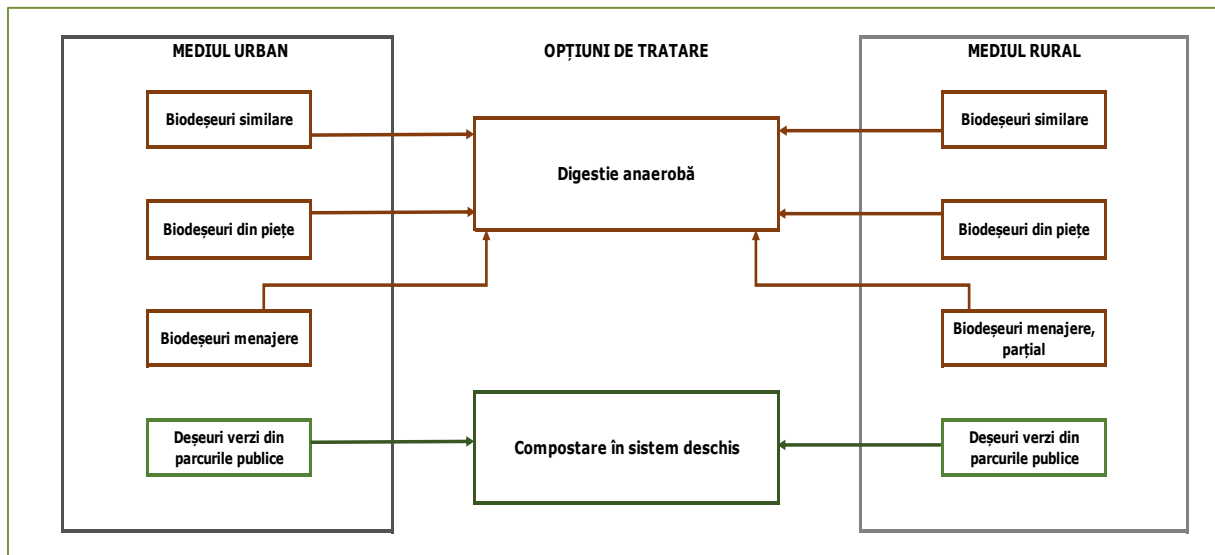 MEDIUL URBAN
OPȚIUNI DE TRATARE
MEDIUL RURAL
Biodeșeuri similare
Biodeșeuri similare
Digestie anaerobă
Biodeșeuri din piețe
Biodeșeuri din piețe
Biodeșeuri menajere
Biodeșeuri menajere,
parțial
Deșeuri verzi din
parcurile publice
Compostare în sistem deschis
Deșeuri verzi din
parcurile publice